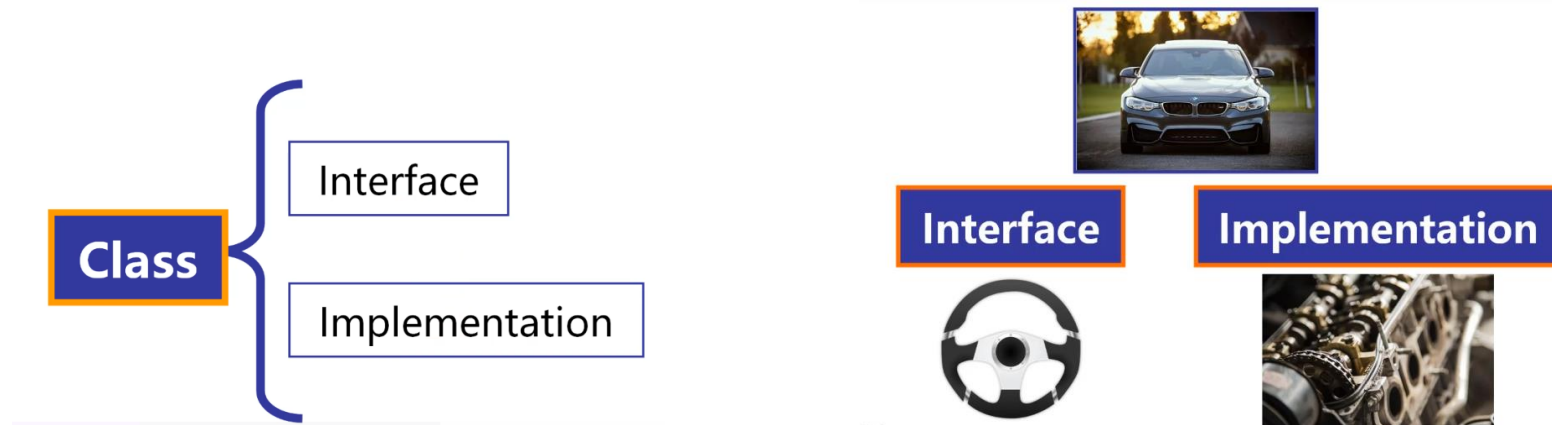 Class
Interface
Implementation
Interface
Implementation